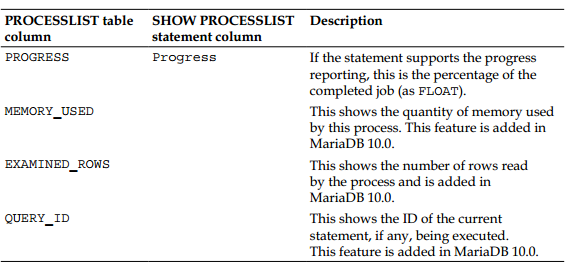 PROCESSLIST table column	SHOW PROCESSLIST statement column	Description
PROGRESS	Progress	If the statement supports the progress
reporting, this is the percentage of the
completed job (as FLOAT).
MEMORY_USED	This shows the quantity of memory used
by this process. This feature is added in
MariaDB 10.0.
EXAMINED_ROWS	This shows the number of rows read
by the process and is added in
MariaDB 10.0.
QUERY_ID	This shows the ID of the current
statement, if any, being executed.
This feature is added in MariaDB 10.0.